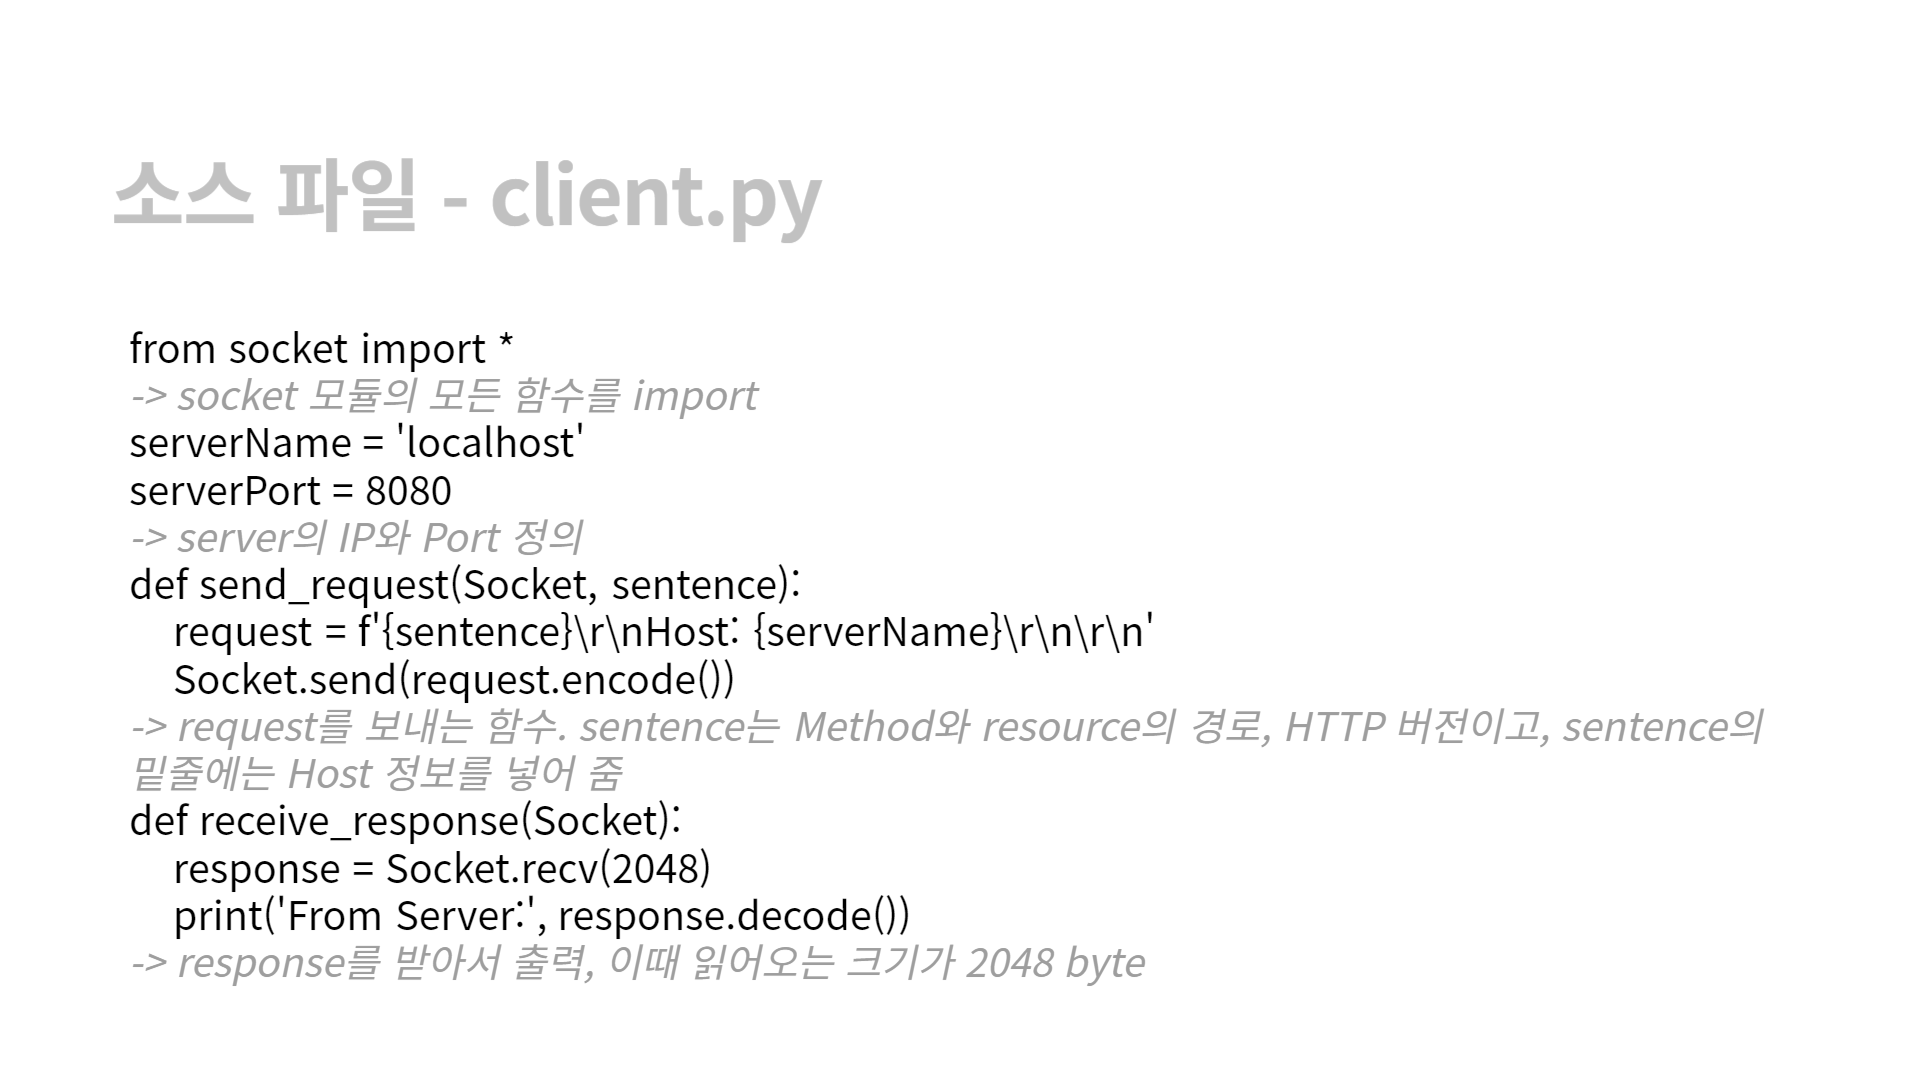 소스 파일 - client.py
from socket import *
-> socket 모듈의 모든 함수를 import
serverName = 'localhost'
serverPort = 8080
-> server의 IP와 Port 정의
def send_request(Socket, sentence):
    request = f'{sentence}\r\nHost: {serverName}\r\n\r\n'
    Socket.send(request.encode())
-> request를 보내는 함수. sentence는 Method와 resource의 경로, HTTP 버전이고, sentence의
밑줄에는 Host 정보를 넣어 줌
def receive_response(Socket):
    response = Socket.recv(2048)
    print('From Server:', response.decode())
-> response를 받아서 출력, 이때 읽어오는 크기가 2048 byte